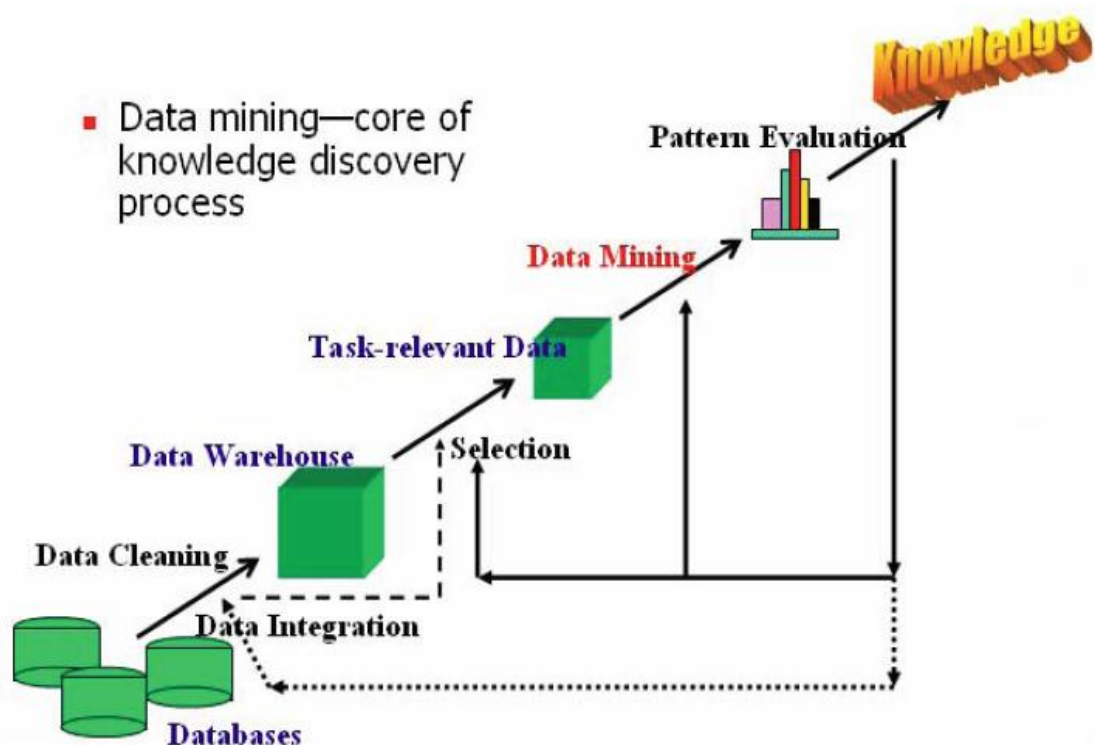 Knowledge
Data mining—core of
knowledge discovery
process
Pattern Evaluation
Data Mining
Task-relevant Data
Data Warehouse
Selection
Data Cleaning
Data Integration
Databases